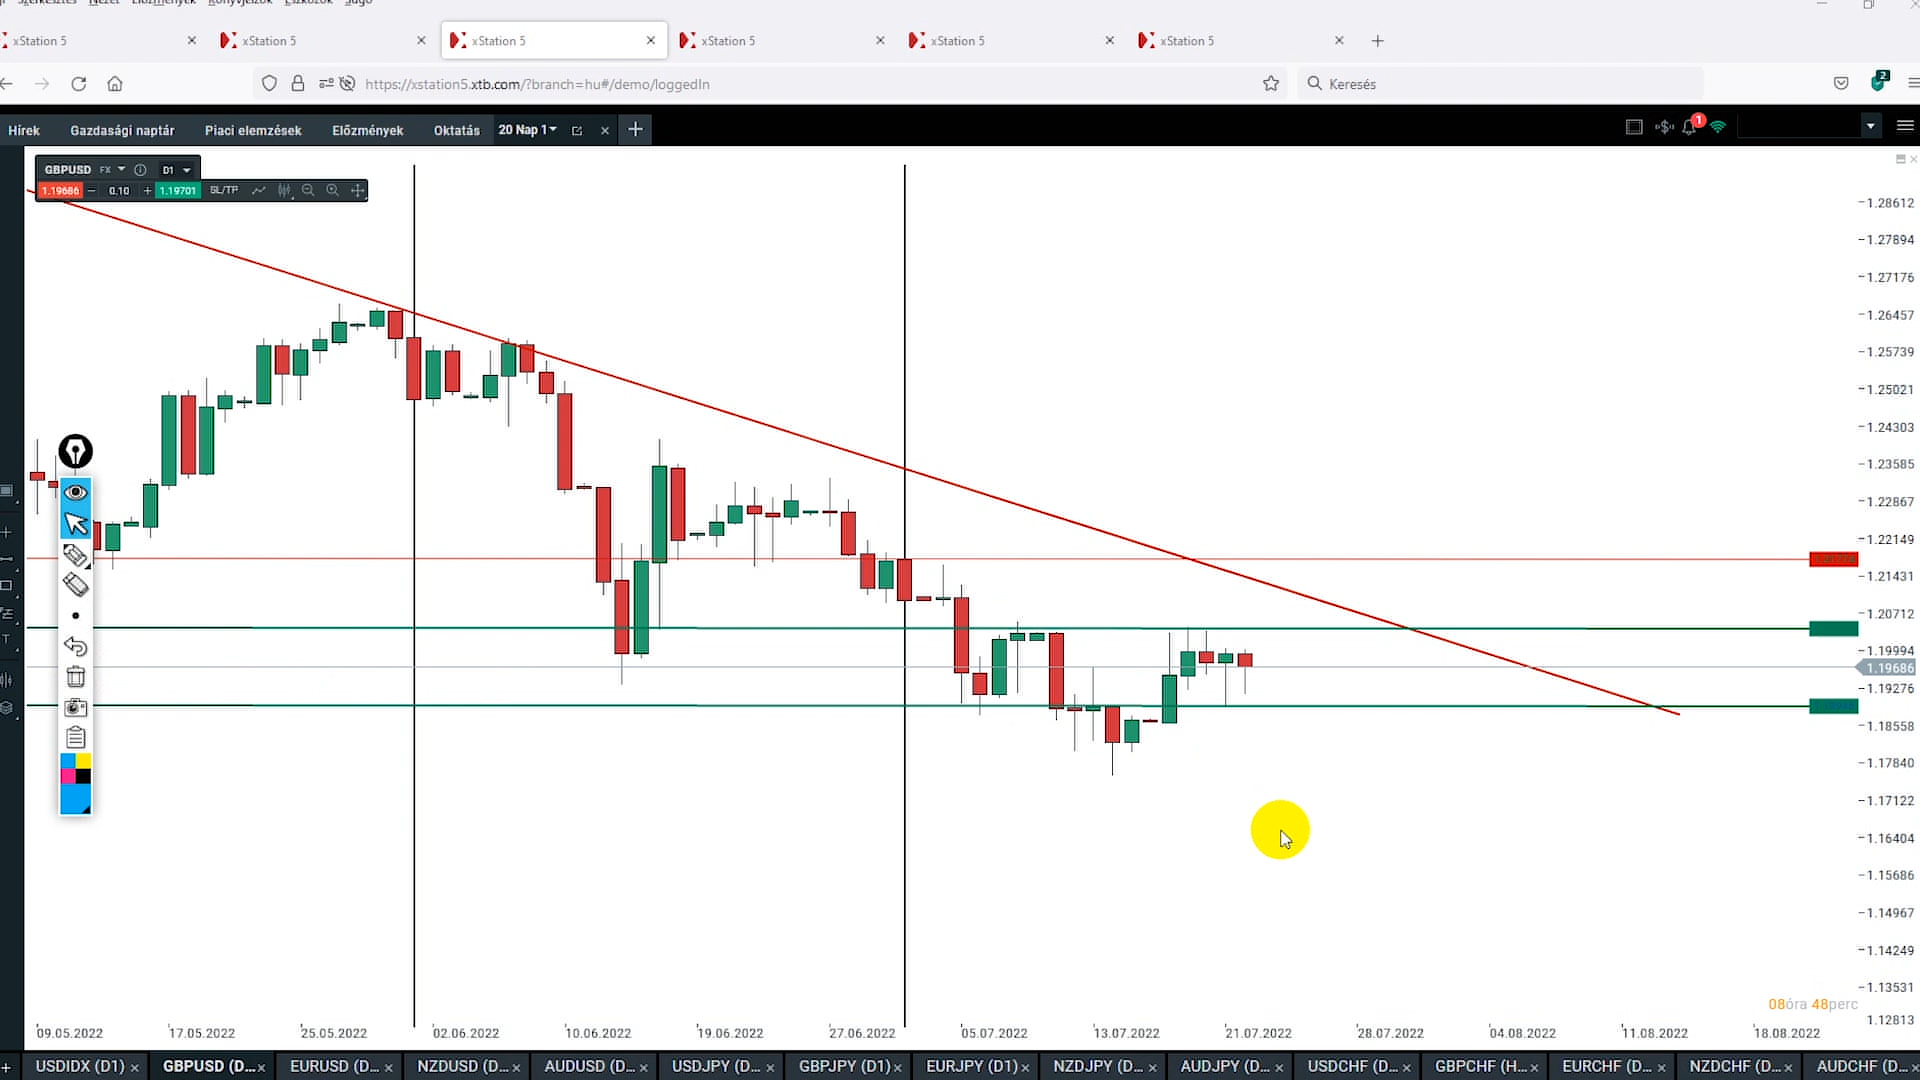 Szerkesztés Nézet Előzmények Könyvjelzők Eszközök Súgó
xStation 5 xStation 5 xStation 5 xStation 5 xStation 5 xStation 5
https://xstation5.xtb.com/?branch=hu#/demo/loggedIn
Keresés
2
Hírek Gazdasági naptár Piaci elemzések Előzmények Oktatás 20 Nap 1
1
GBPUSD FX D1
1.19686 0.10 1.19701 SL/TP
1.28612
1.27894
1.27176
1.26457
1.25739
1.25021
1.24303
1.23585
1.22867
1.22149
1.21431
1.20712
1.19994
1.19686
1.19276
1.18558
1.17840
1.17122
1.16404
1.15686
1.14967
1.14249
1.13531
1.12813
08óra 48perc
09.05.2022 17.05.2022 25.05.2022 02.06.2022 10.06.2022 19.06.2022 27.06.2022 05.07.2022 13.07.2022 21.07.2022 28.07.2022 04.08.2022 11.08.2022 18.08.2022
USDIDX (D1) GBPUSD (D... EURUSD (D... NZDUSD (D... AUDUSD (D... USDJPY (D... GBPJPY (D1) EURJPY (D1) NZDJPY (D... AUDJPY (D... USDCHF (D... GBPCHF (H... EURCHF (D... NZDCHF (D... AUDCHF (D...